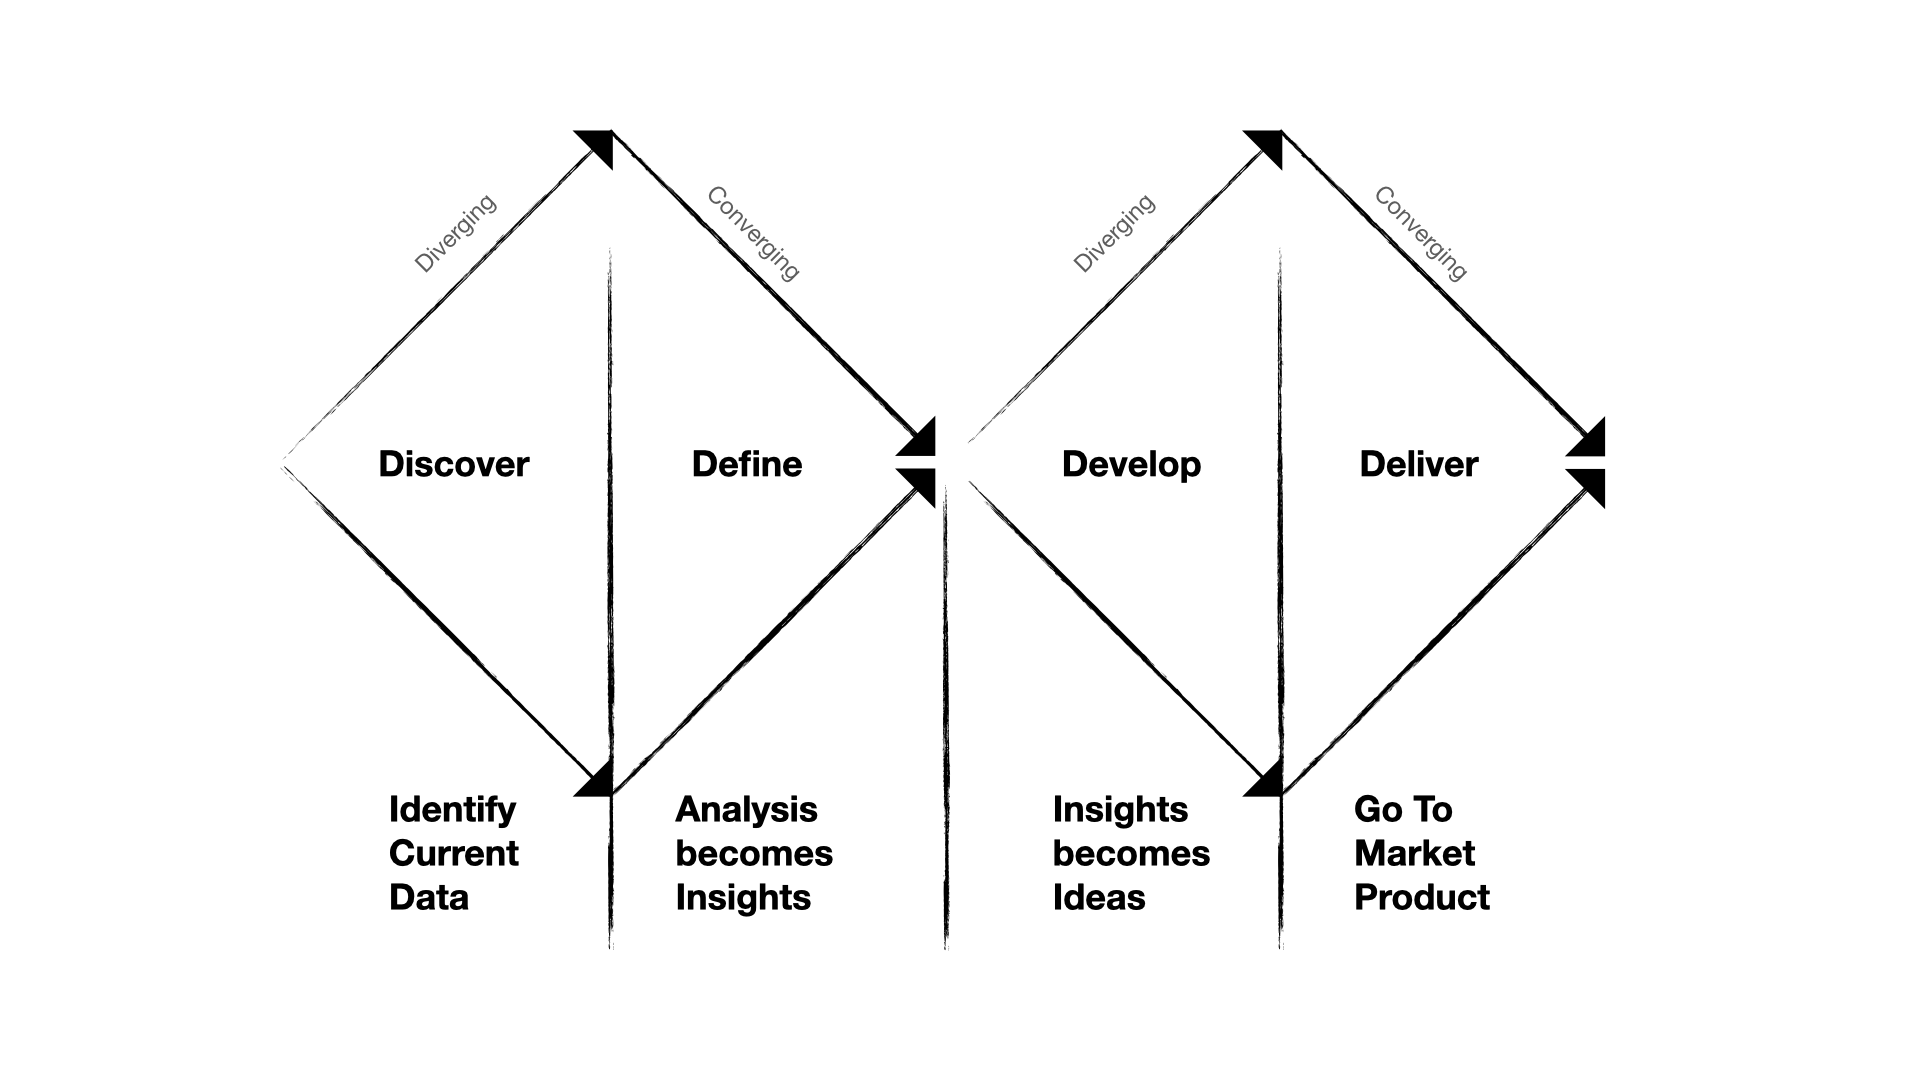 Diverging
Converging
Diverging
Converging
Discover
Define
Develop
Deliver
Identify
Current
Data
Analysis
becomes
Insights
Insights
becomes
Ideas
Go To
Market
Product